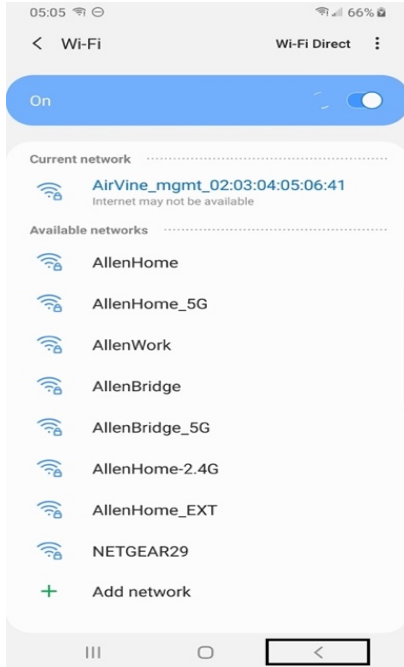 05:05 66%
Wi-Fi Wi-Fi Direct
On
Current network
AirVine_mgmt_02:03:04:05:06:41
Internet may not be available
Available networks
AllenHome
AllenHome_5G
AllenWork
AllenBridge
AllenBridge_5G
AllenHome-2.4G
AllenHome_EXT
NETGEAR29
Add network